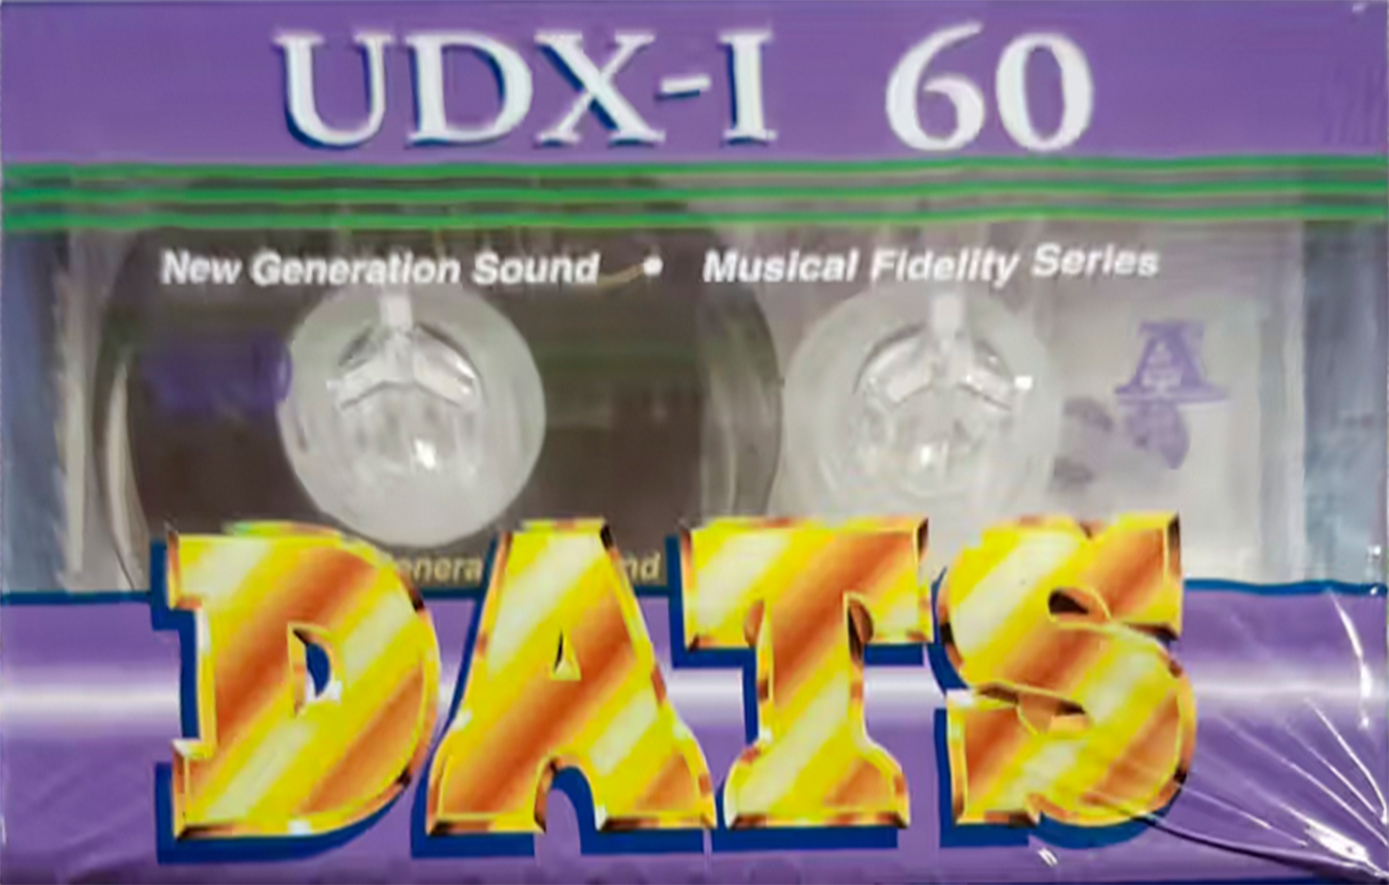 UDX-I 60
New Generation Sound • Musical Fidelity Series
A
DATS